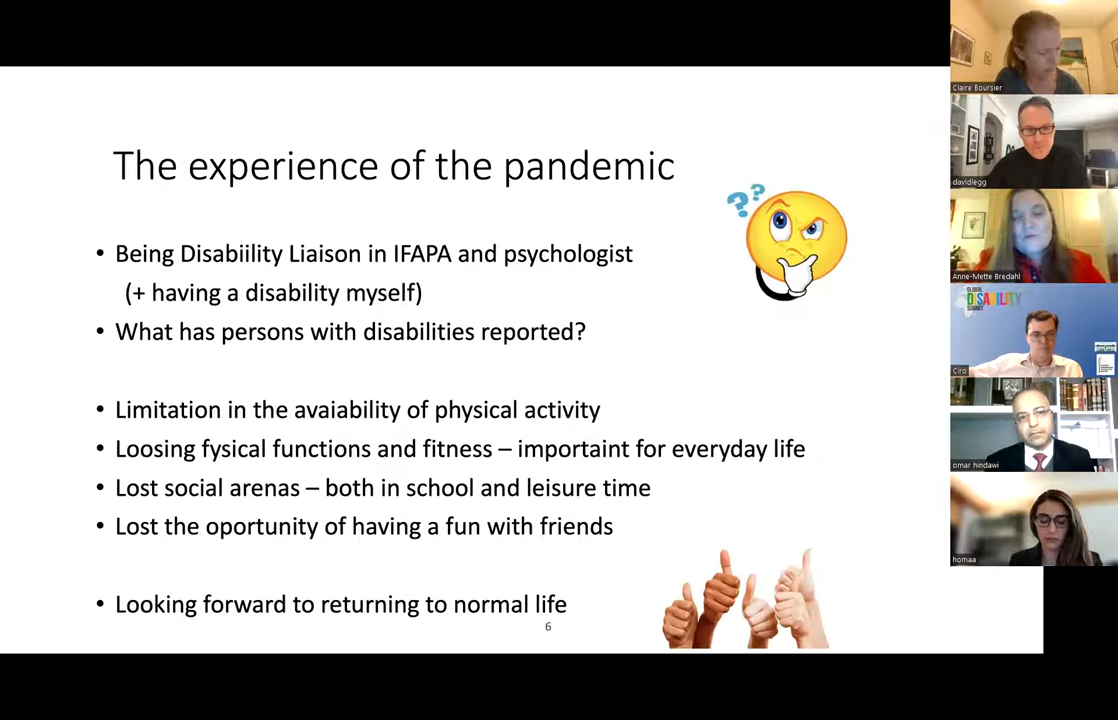 The experience of the pandemic
• Being Disabiility Liaison in IFAPA and psychologist
(+ having a disability myself)
• What has persons with disabilities reported?
• Limitation in the avaiability of physical activity
• Loosing fysical functions and fitness – importaint for everyday life
• Lost social arenas – both in school and leisure time
• Lost the oportunity of having a fun with friends
• Looking forward to returning to normal life
6
??
Claire Boursier
davidlegg
Anne-Mette Bredahl
GLOBAL
DISABILITY
SUMMIT
Ciro
omar hindawi
homaa